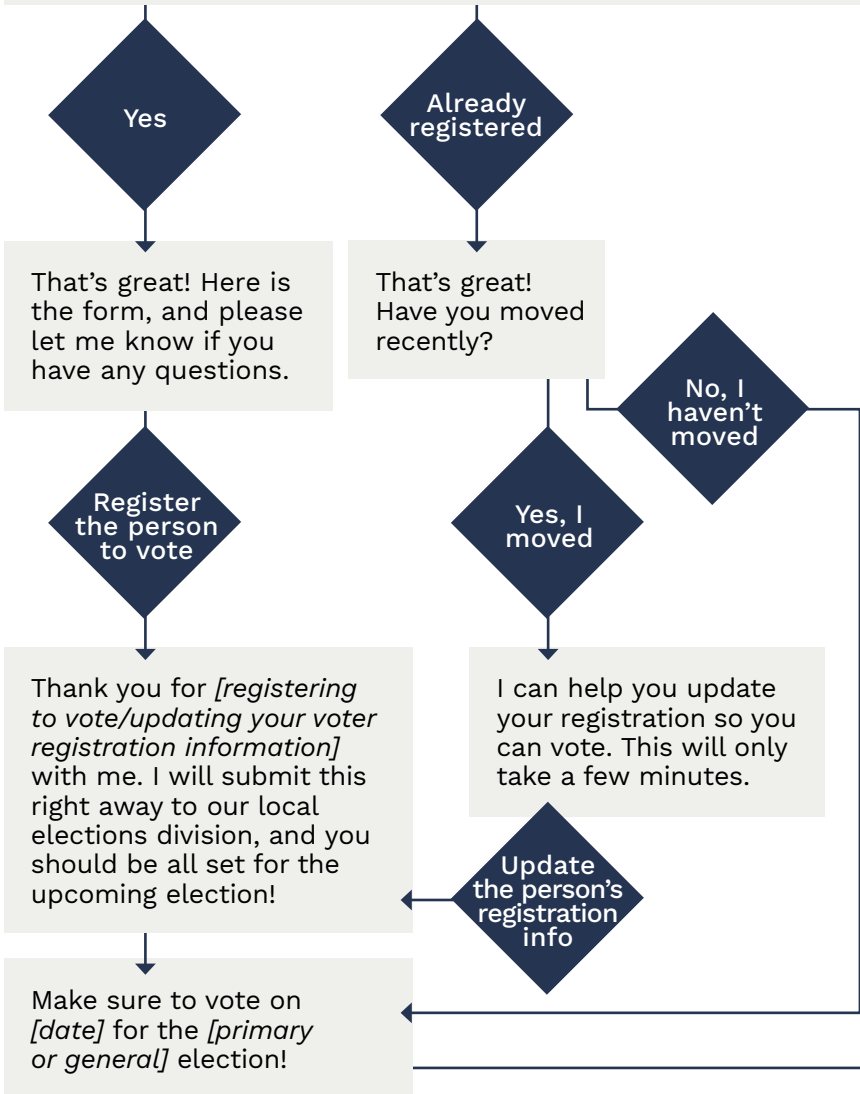 Yes
Already
registered
That's great! Here is
the form, and please
let me know if you
have any questions.
That's great!
Have you moved
recently?
No, I
haven't
moved
Register
the person
to vote
Yes, I
moved
Thank you for [registering
to vote/updating your voter
registration information]
with me. I will submit this
right away to our local
elections division, and you
should be all set for the
upcoming election!
I can help you update
your registration so you
can vote. This will only
take a few minutes.
Update
the person's
registration
info
Make sure to vote on
[date] for the [primary
or general] election!